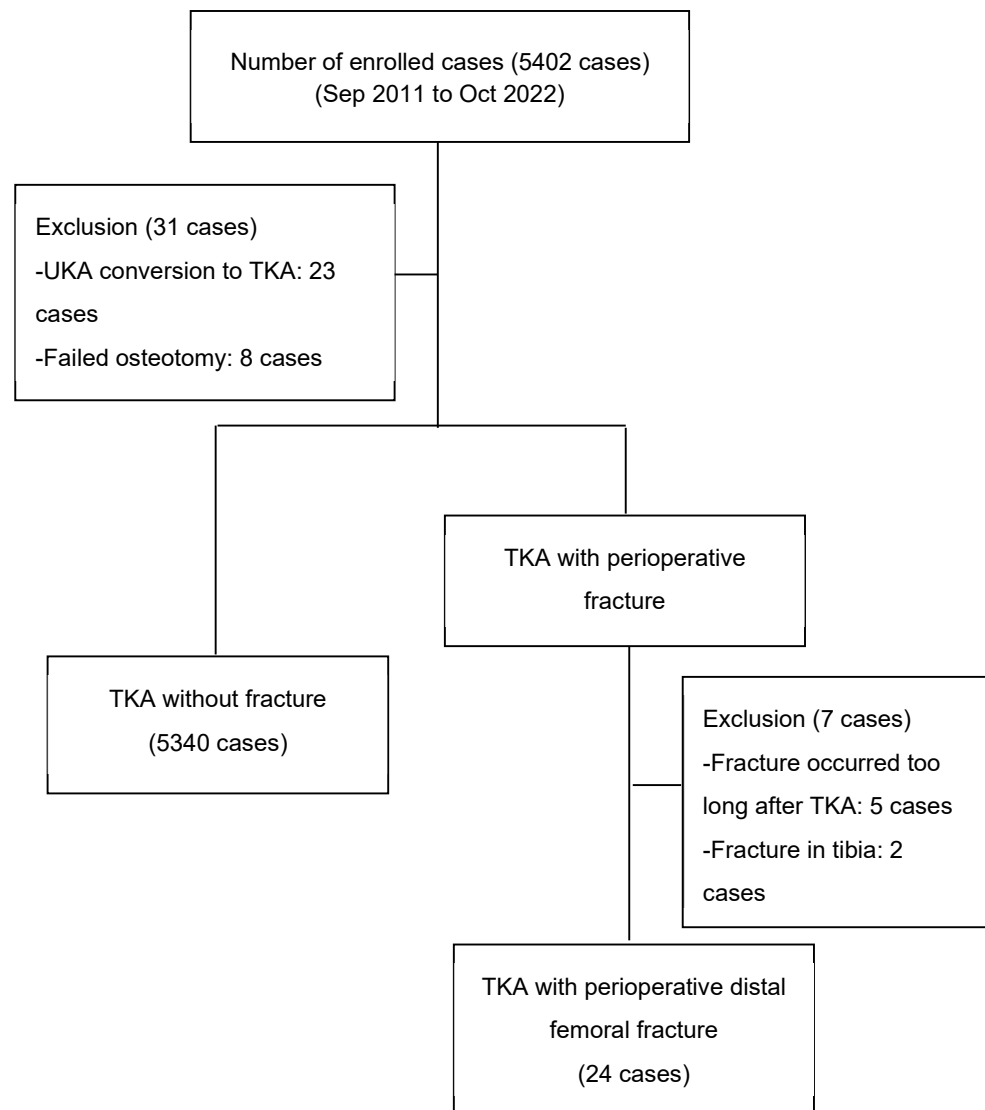 Number of enrolled cases (5402 cases)
(Sep 2011 to Oct 2022)
Exclusion (31 cases)
-UKA conversion to TKA: 23
cases
-Failed osteotomy: 8 cases
TKA with perioperative
fracture
TKA without fracture
(5340 cases)
Exclusion (7 cases)
-Fracture occurred too
long after TKA: 5 cases
-Fracture in tibia: 2
cases
TKA with perioperative distal
femoral fracture
(24 cases)